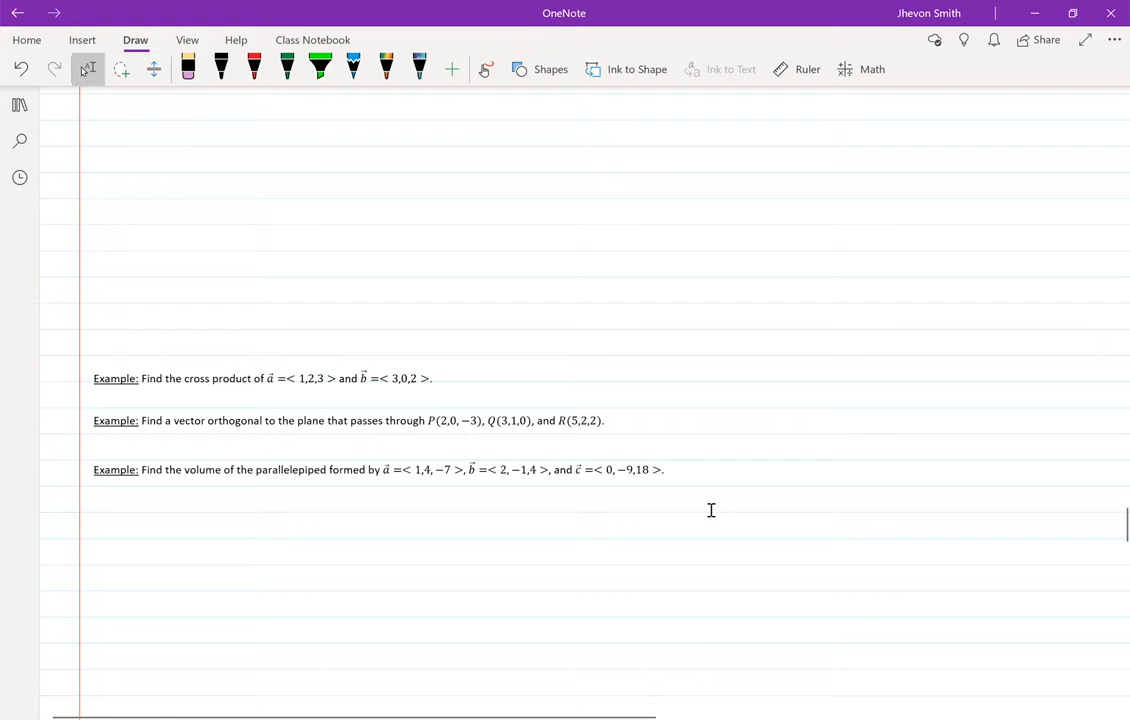 OneNote
Jhevon Smith
Home Insert Draw View Help Class Notebook
Share
Shapes Ink to Shape Ink to Text Ruler Math
Example: Find the cross product of a⃗ =< 1,2,3 > and b⃗ =< 3,0,2 >.
Example: Find a vector orthogonal to the plane that passes through P(2,0,−3), Q(3,1,0), and R(5,2,2).
Example: Find the volume of the parallelepiped formed by a⃗ =< 1,4,−7 >, b⃗ =< 2,−1,4 >, and c⃗ =< 0,−9,18 >.